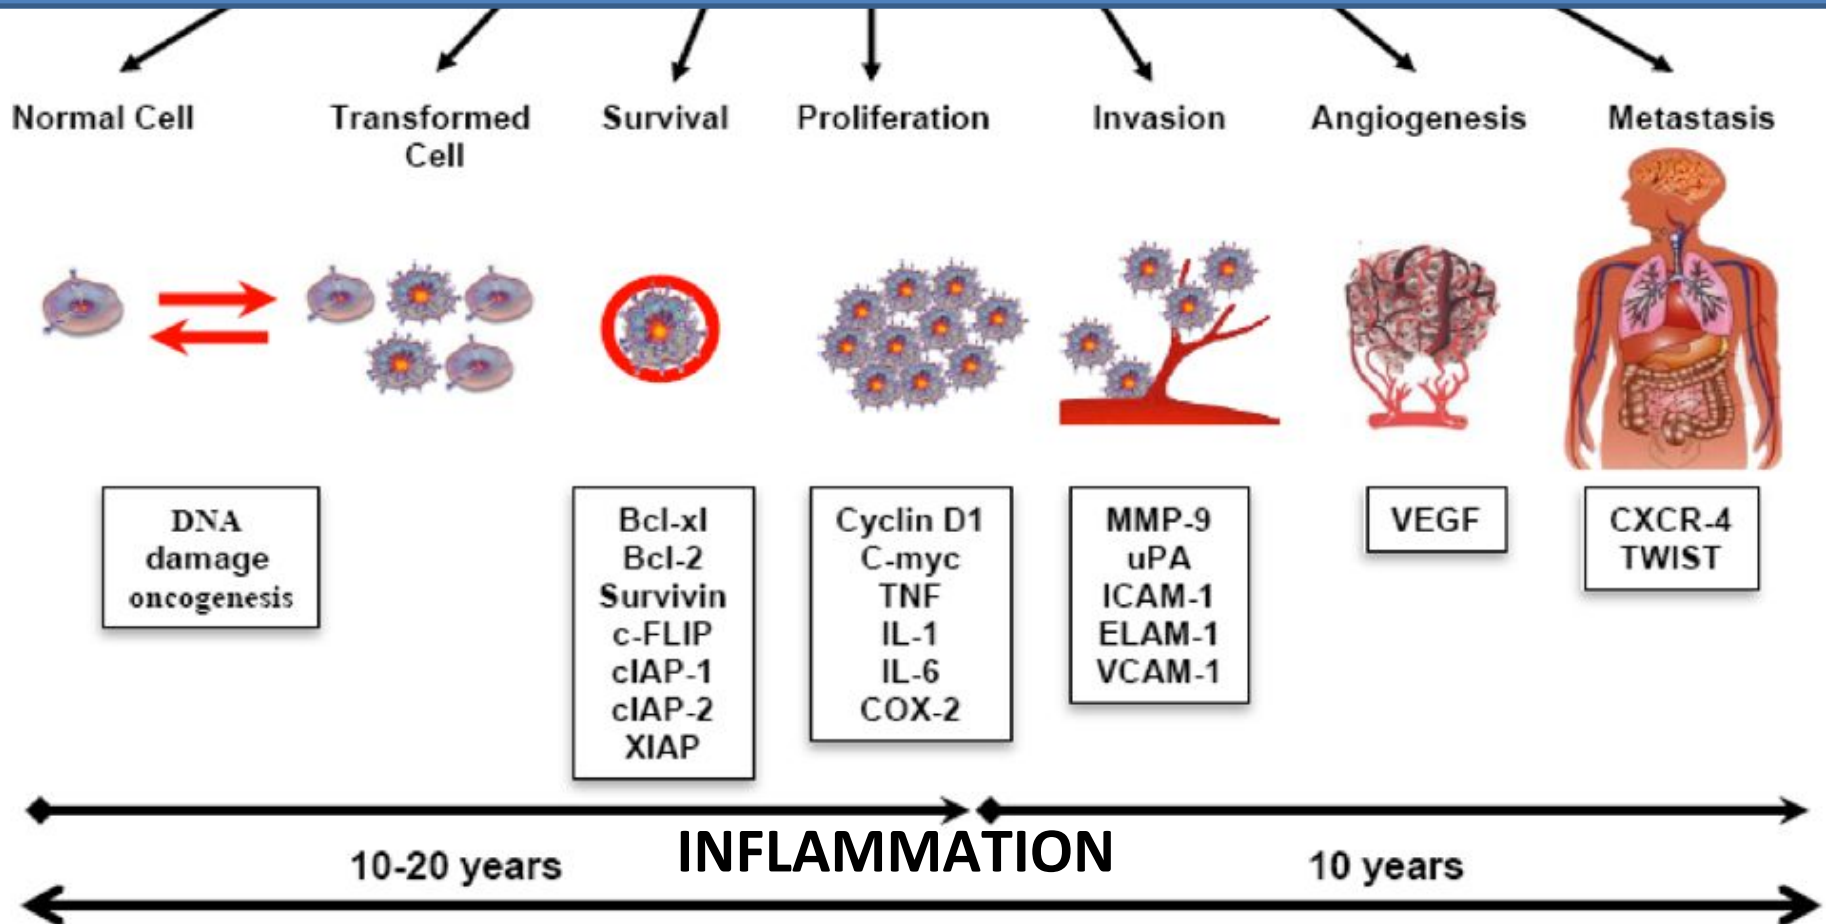 Normal Cell
Transformed
Cell
Survival
Proliferation
Invasion
Angiogenesis
Metastasis
DNA
damage
oncogenesis
Bcl-xl
Bcl-2
Survivin
c-FLIP
cIAP-1
cIAP-2
XIAP
Cyclin D1
C-myc
TNF
IL-1
IL-6
COX-2
MMP-9
uPA
ICAM-1
ELAM-1
VCAM-1
VEGF
CXCR-4
TWIST
10-20 years
INFLAMMATION
10 years